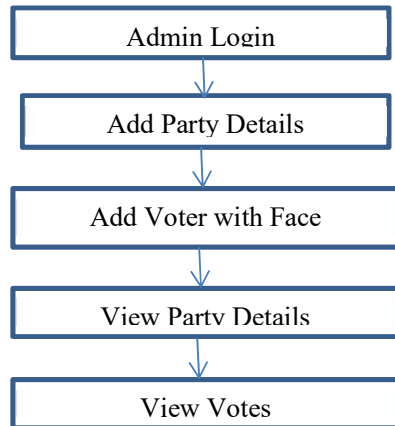 Admin Login
Add Party Details
Add Voter with Face
View Party Details
View Votes